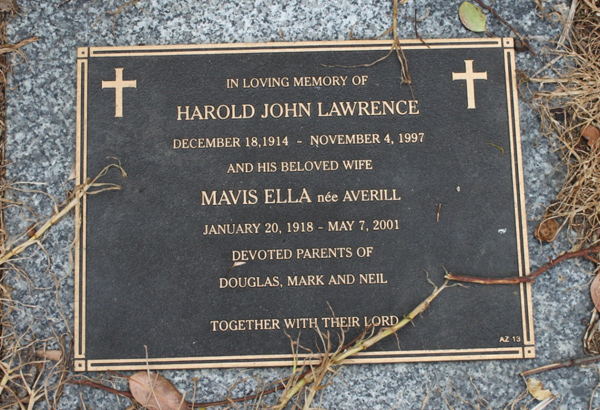 IN LOVING MEMORY OF
HAROLD JOHN LAWRENCE
DECEMBER 18,1914 - NOVEMBER 4, 1997
AND HIS BELOVED WIFE
MAVIS ELLA née AVERILL
JANUARY 20, 1918 - MAY 7, 2001
DEVOTED PARENTS OF
DOUGLAS, MARK AND NEIL
TOGETHER WITH THEIR LORD
AZ 13